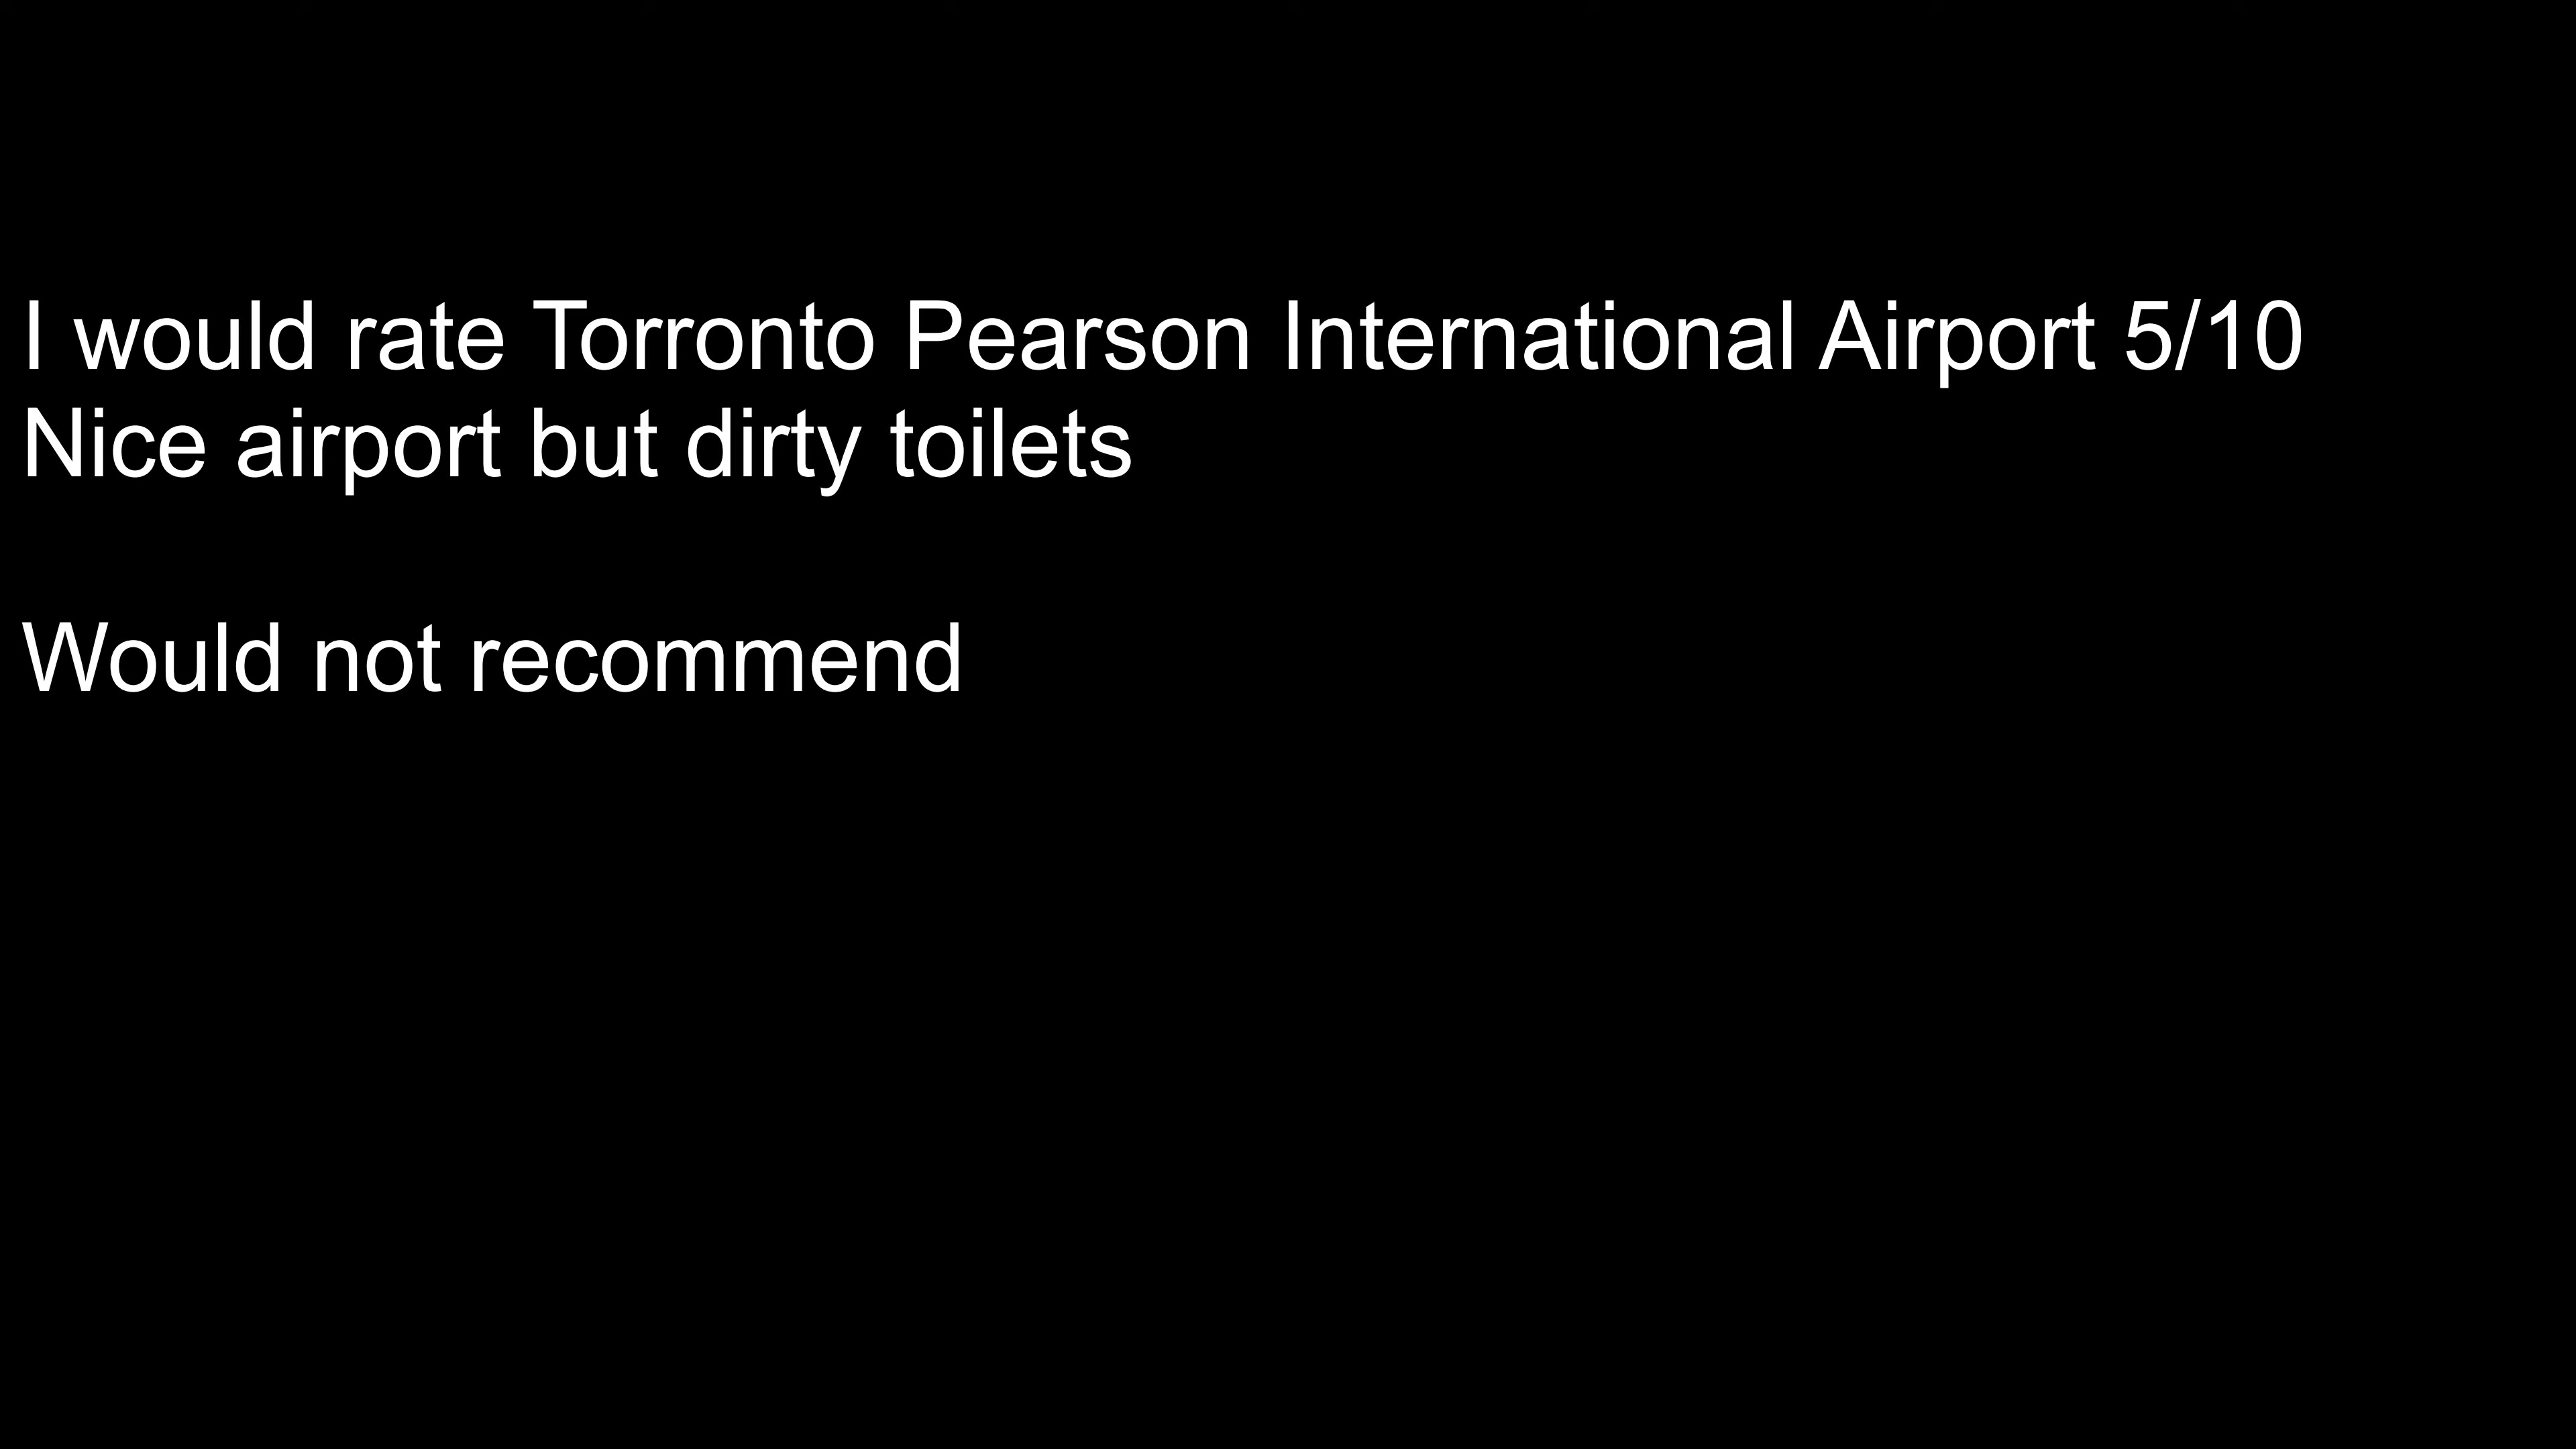 I would rate Torronto Pearson International Airport 5/10
Nice airport but dirty toilets
Would not recommend